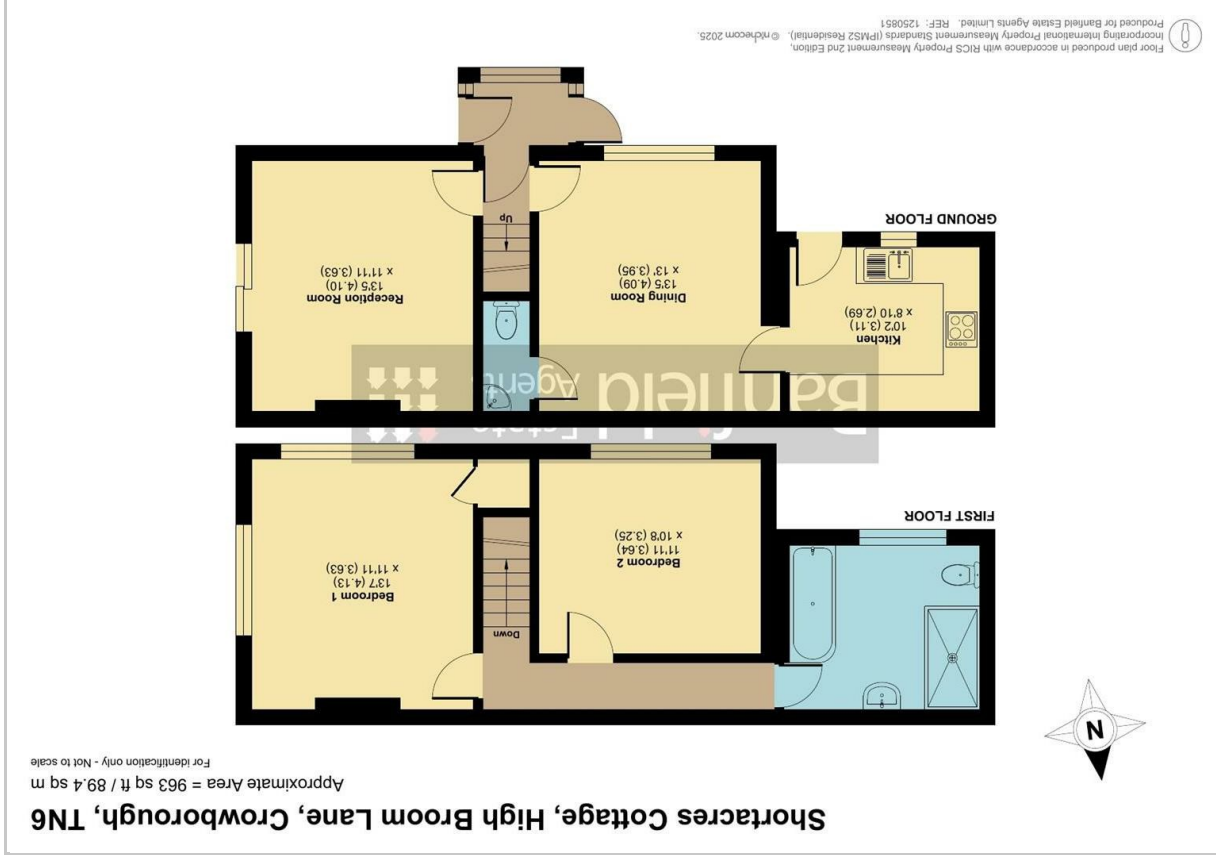 Shortacres Cottage, High Broom Lane, Crowborough, TN6
Approximate Area = 963 sq ft / 89.4 sq m
For identification only - Not to scale
N
Down
Bedroom 1
13'7 (4.13)
x 11'11 (3.63)
Bedroom 2
11'11 (3.64)
x 10'8 (3.25)
FIRST FLOOR
Banfield
Estate
Agents
Kitchen
10'2 (3.11)
x 8'10 (2.69)
Dining Room
13'5 (4.09)
x 13' (3.95)
Reception Room
13'5 (4.10)
x 11'11 (3.63)
Up
GROUND FLOOR
Floor plan produced in accordance with RICS Property Measurement 2nd Edition,
Incorporating International Property Measurement Standards (IPMS2 Residential). ©nichecom 2025.
Produced for Banfield Estate Agents Limited. REF: 1250851